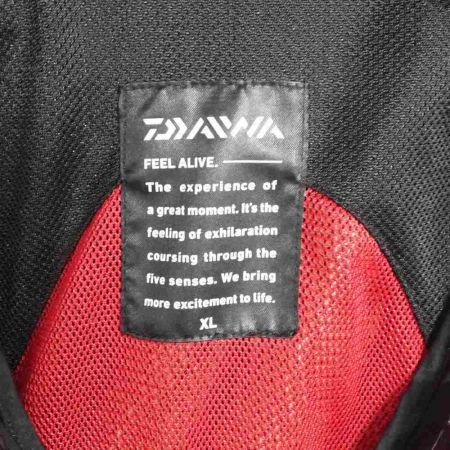 DAIWA
FEEL ALIVE.
The experience of
a great moment. It's the
feeling of exhilaration
coursing through the
five senses. We bring
more excitement to life.
XL